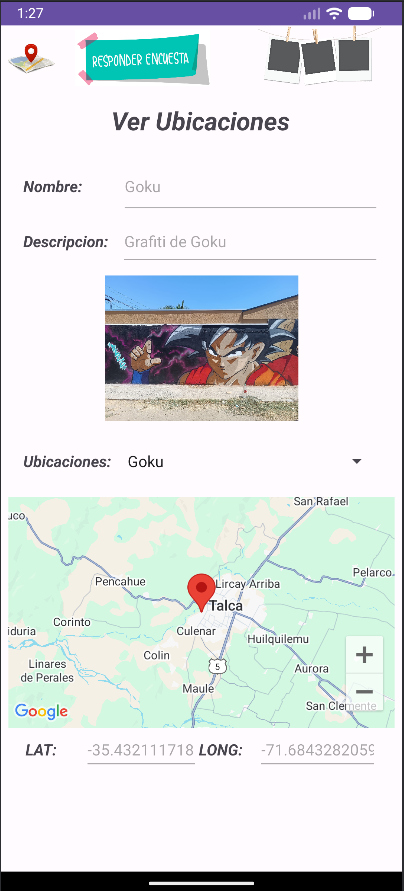 1:27
RESPONDER ENCUESTA
Ver Ubicaciones
Nombre: Goku
Descripcion: Grafiti de Goku
Ubicaciones: Goku
San Rafael
uco
Pencahue
Lircay Arriba
Pelarco
Talca
Corinto
Culenar
iduria
Huilquilemu
Colin
Linares
de Perales
5
Aurora
Maule
San Clemente
Google
LAT: -35.432111718 LONG: -71.6843282059